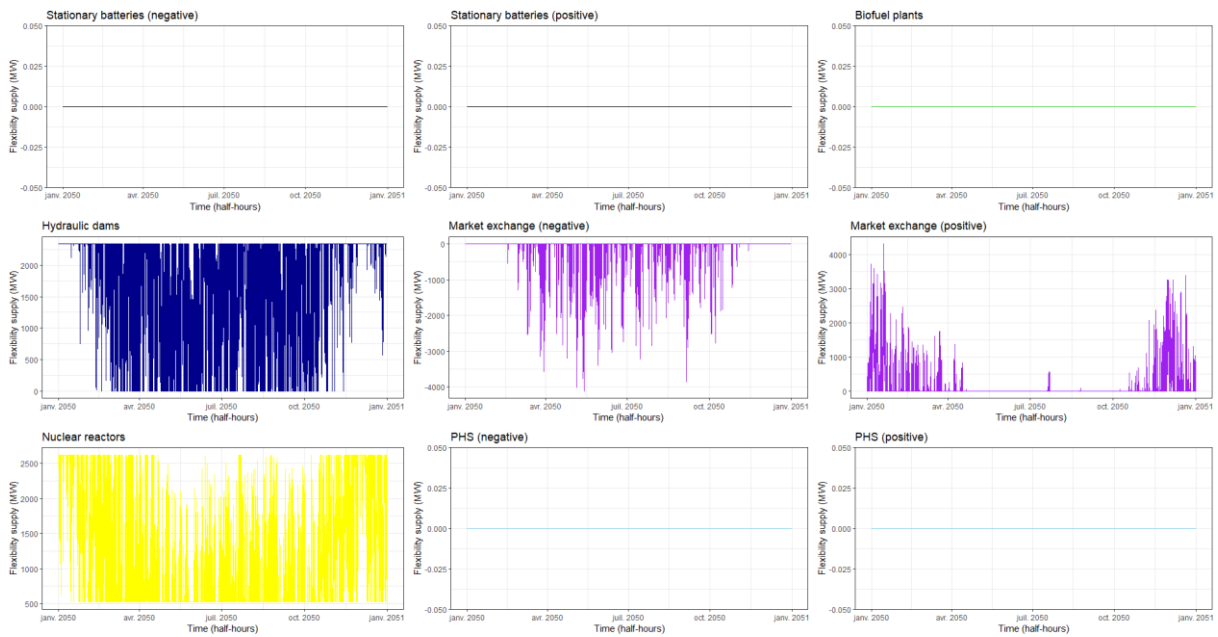 Stationary batteries (negative)
Flexibility supply (MW)
0.050
0.025
0.000
-0.025
-0.050
janv. 2050 avr. 2050 juil. 2050 oct. 2050 janv. 2051
Time (half-hours)
Stationary batteries (positive)
Flexibility supply (MW)
0.050
0.025
0.000
-0.025
-0.050
janv. 2050 avr. 2050 juil. 2050 oct. 2050 janv. 2051
Time (half-hours)
Biofuel plants
Flexibility supply (MW)
0.050
0.025
0.000
-0.025
-0.050
janv. 2050 avr. 2050 juil. 2050 oct. 2050 janv. 2051
Time (half-hours)
Hydraulic dams
Flexibility supply (MW)
2000
1500
1000
500
0
janv. 2050 avr. 2050 juil. 2050 oct. 2050 janv. 2051
Time (half-hours)
Market exchange (negative)
Flexibility supply (MW)
0
-1000
-2000
-3000
-4000
janv. 2050 avr. 2050 juil. 2050 oct. 2050 janv. 2051
Time (half-hours)
Market exchange (positive)
Flexibility supply (MW)
4000
3000
2000
1000
0
janv. 2050 avr. 2050 juil. 2050 oct. 2050 janv. 2051
Time (half-hours)
Nuclear reactors
Flexibility supply (MW)
2500
2000
1500
1000
500
janv. 2050 avr. 2050 juil. 2050 oct. 2050 janv. 2051
Time (half-hours)
PHS (negative)
Flexibility supply (MW)
0.050
0.025
0.000
-0.025
-0.050
janv. 2050 avr. 2050 juil. 2050 oct. 2050 janv. 2051
Time (half-hours)
PHS (positive)
Flexibility supply (MW)
0.050
0.025
0.000
-0.025
-0.050
janv. 2050 avr. 2050 juil. 2050 oct. 2050 janv. 2051
Time (half-hours)